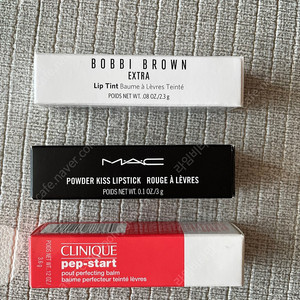 BOBBI BROWN
EXTRA
Lip Tint Baume à Lèvres Teinté
POIDS NET WT. .08 OZ./2.3 g
MAC
POWDER KISS LIPSTICK ROUGE À LÈVRES
POIDS NET WT. 0.1 OZ/3 g
CLINIQUE
pep-start
pout perfecting balm
baume perfecteur teinté lèvres